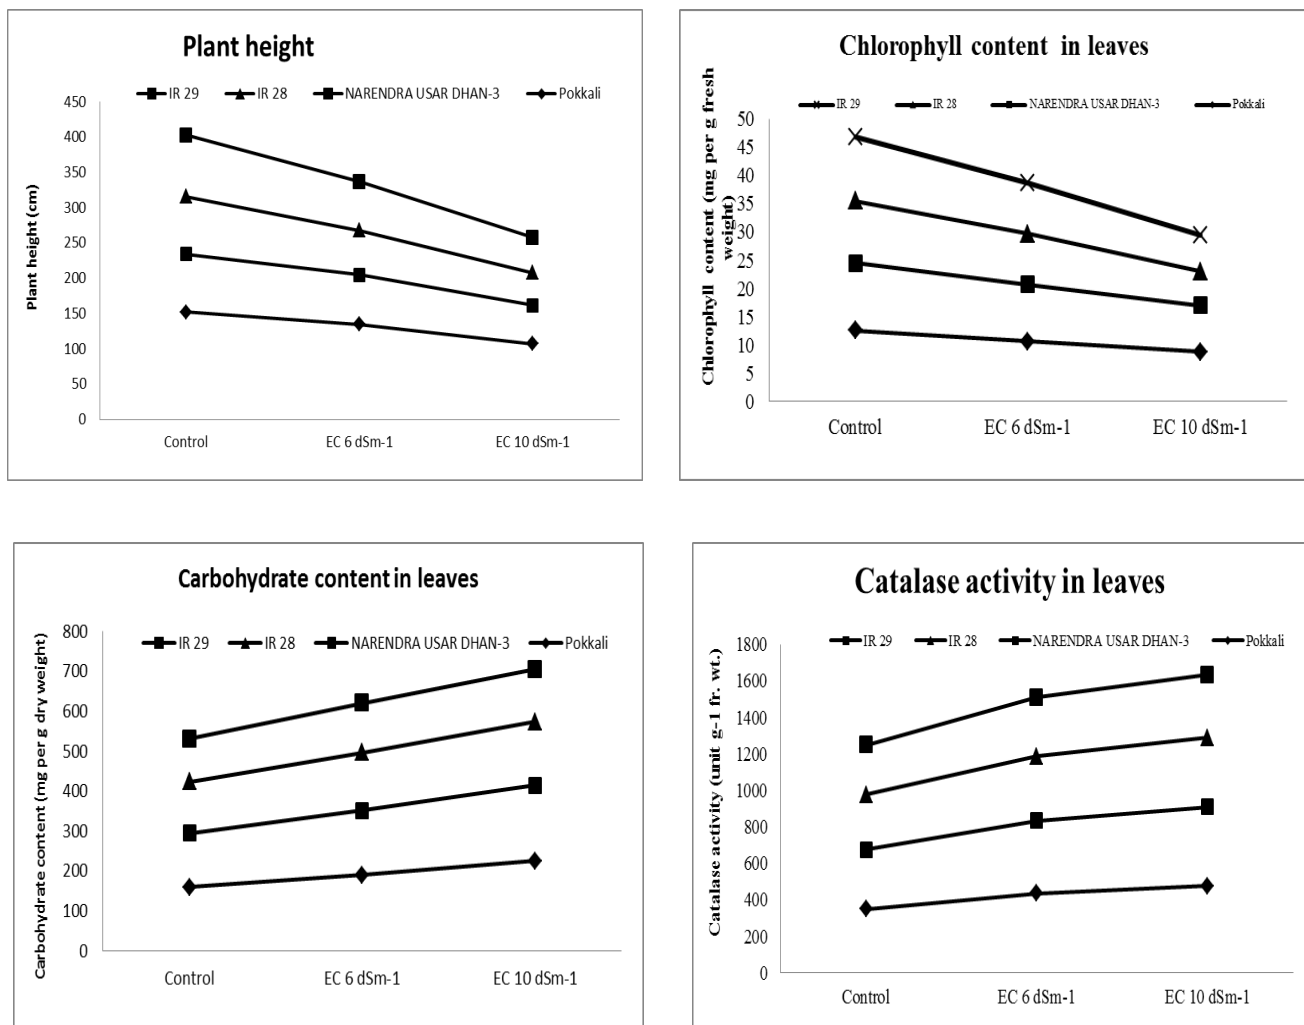 Plant height
IR 29 IR 28 NARENDRA USAR DHAN-3 Pokkali
Plant height (cm)
450
400
350
300
250
200
150
100
50
0
Control EC 6 dSm-1 EC 10 dSm-1
Chlorophyll content in leaves
IR 29 IR 28 NARENDRA USAR DHAN-3 Pokkali
Chlorophyll content (mg per g fresh
weight)
50
45
40
35
30
25
20
15
10
5
0
Control EC 6 dSm-1 EC 10 dSm-1
Carbohydrate content in leaves
IR 29 IR 28 NARENDRA USAR DHAN-3 Pokkali
Carbohydrate content (mg per g dry weight)
800
700
600
500
400
300
200
100
0
Control EC 6 dSm-1 EC 10 dSm-1
Catalase activity in leaves
IR 29 IR 28 NARENDRA USAR DHAN-3 Pokkali
Catalase activity (unit g-1 fr. wt.)
1800
1600
1400
1200
1000
800
600
400
200
0
Control EC 6 dSm-1 EC 10 dSm-1